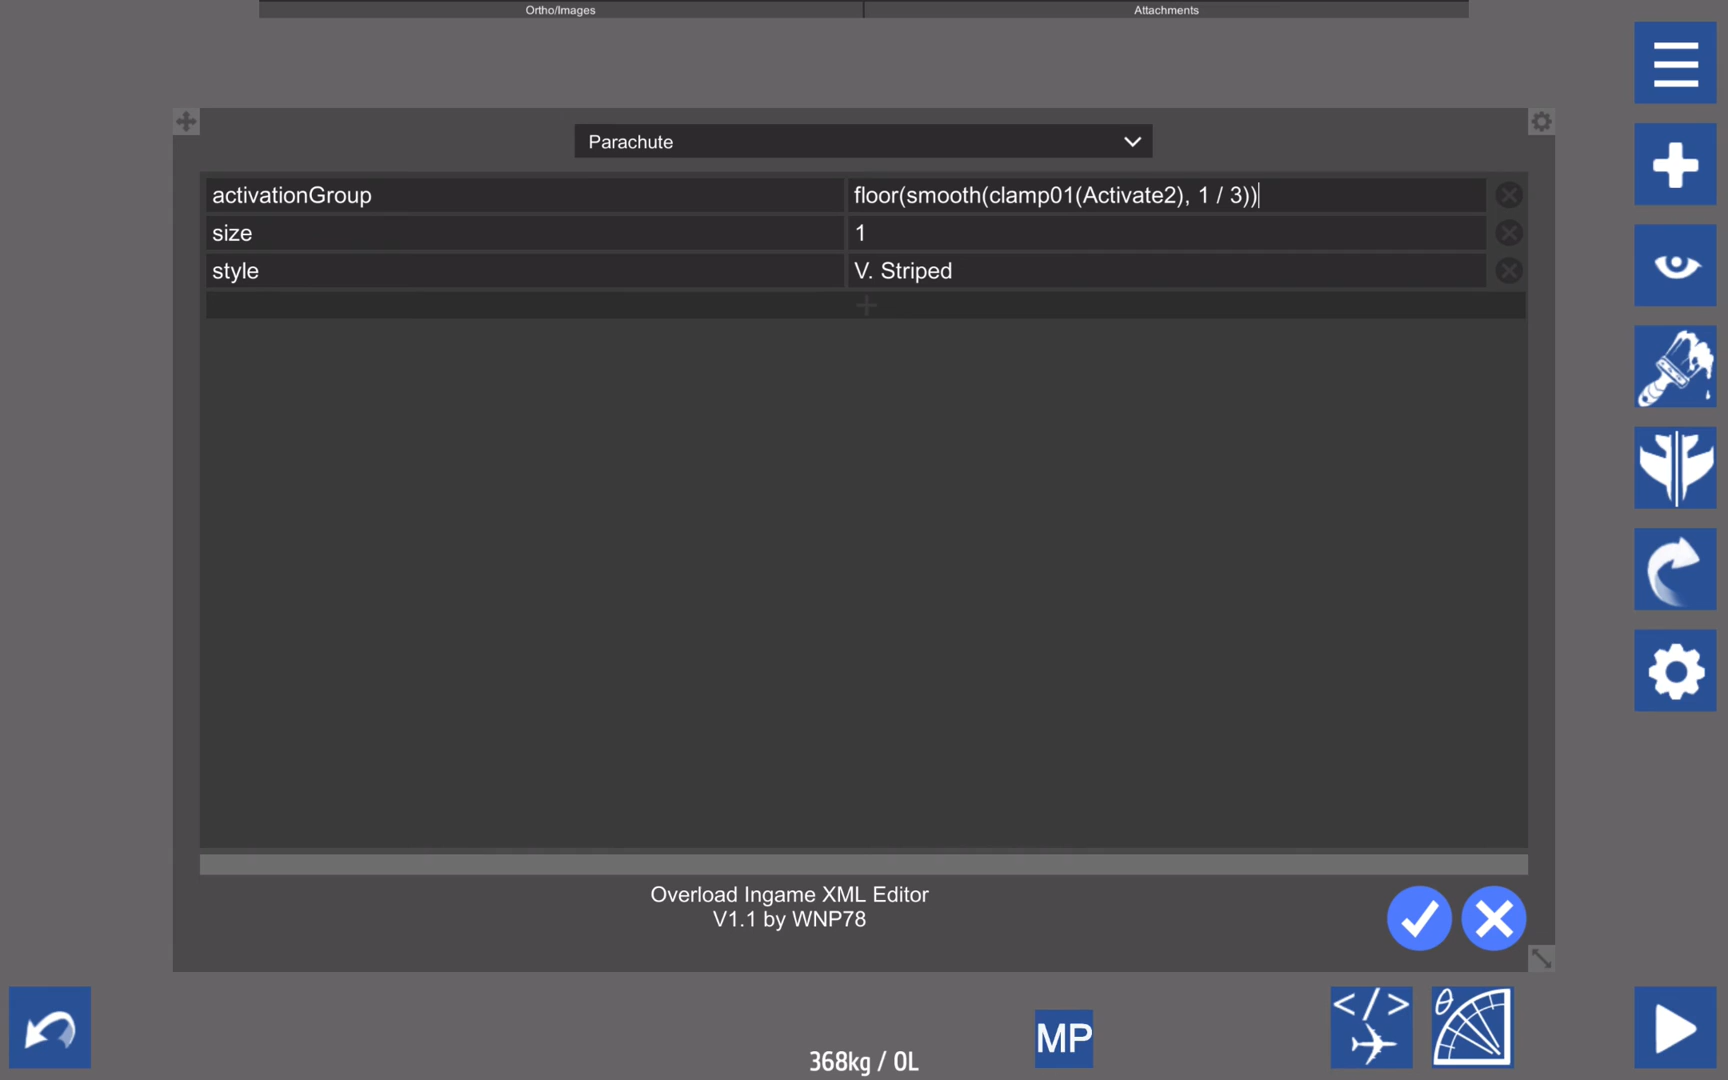 Ortho/Images
Attachments
Parachute
activationGroup
floor(smooth(clamp01(Activate2), 1 / 3))
size
1
style
V. Striped
Overload Ingame XML Editor
V1.1 by WNP78
</>
θ
MP
368kg / 0L